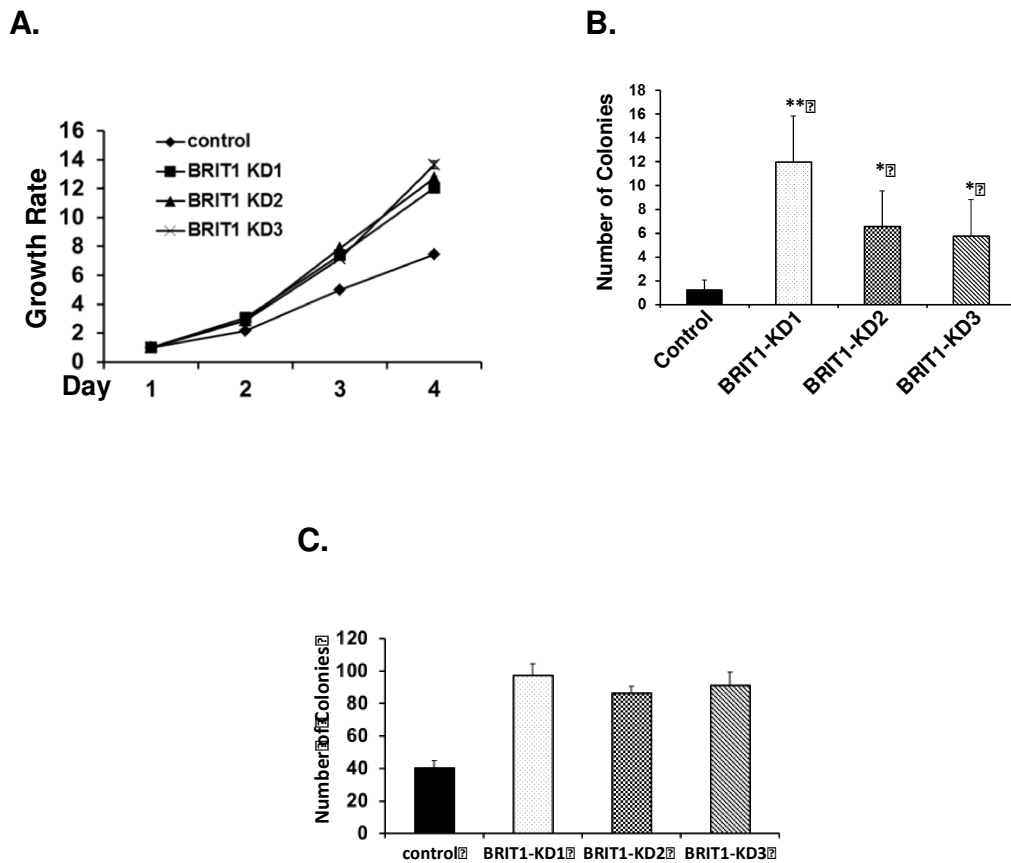 A.
Growth Rate
16
14
12
10
8
6
4
2
0
control
BRIT1 KD1
BRIT1 KD2
BRIT1 KD3
Day 1 2 3 4
B.
Number of Colonies
18
16
14
12
10
8
6
4
2
0
**⍰
*⍰
*⍰
Control
BRIT1-KD1
BRIT1-KD2
BRIT1-KD3
C.
Number⍰of⍰Colonies⍰
120
100
80
60
40
20
0
control⍰ BRIT1-KD1⍰ BRIT1-KD2⍰ BRIT1-KD3⍰